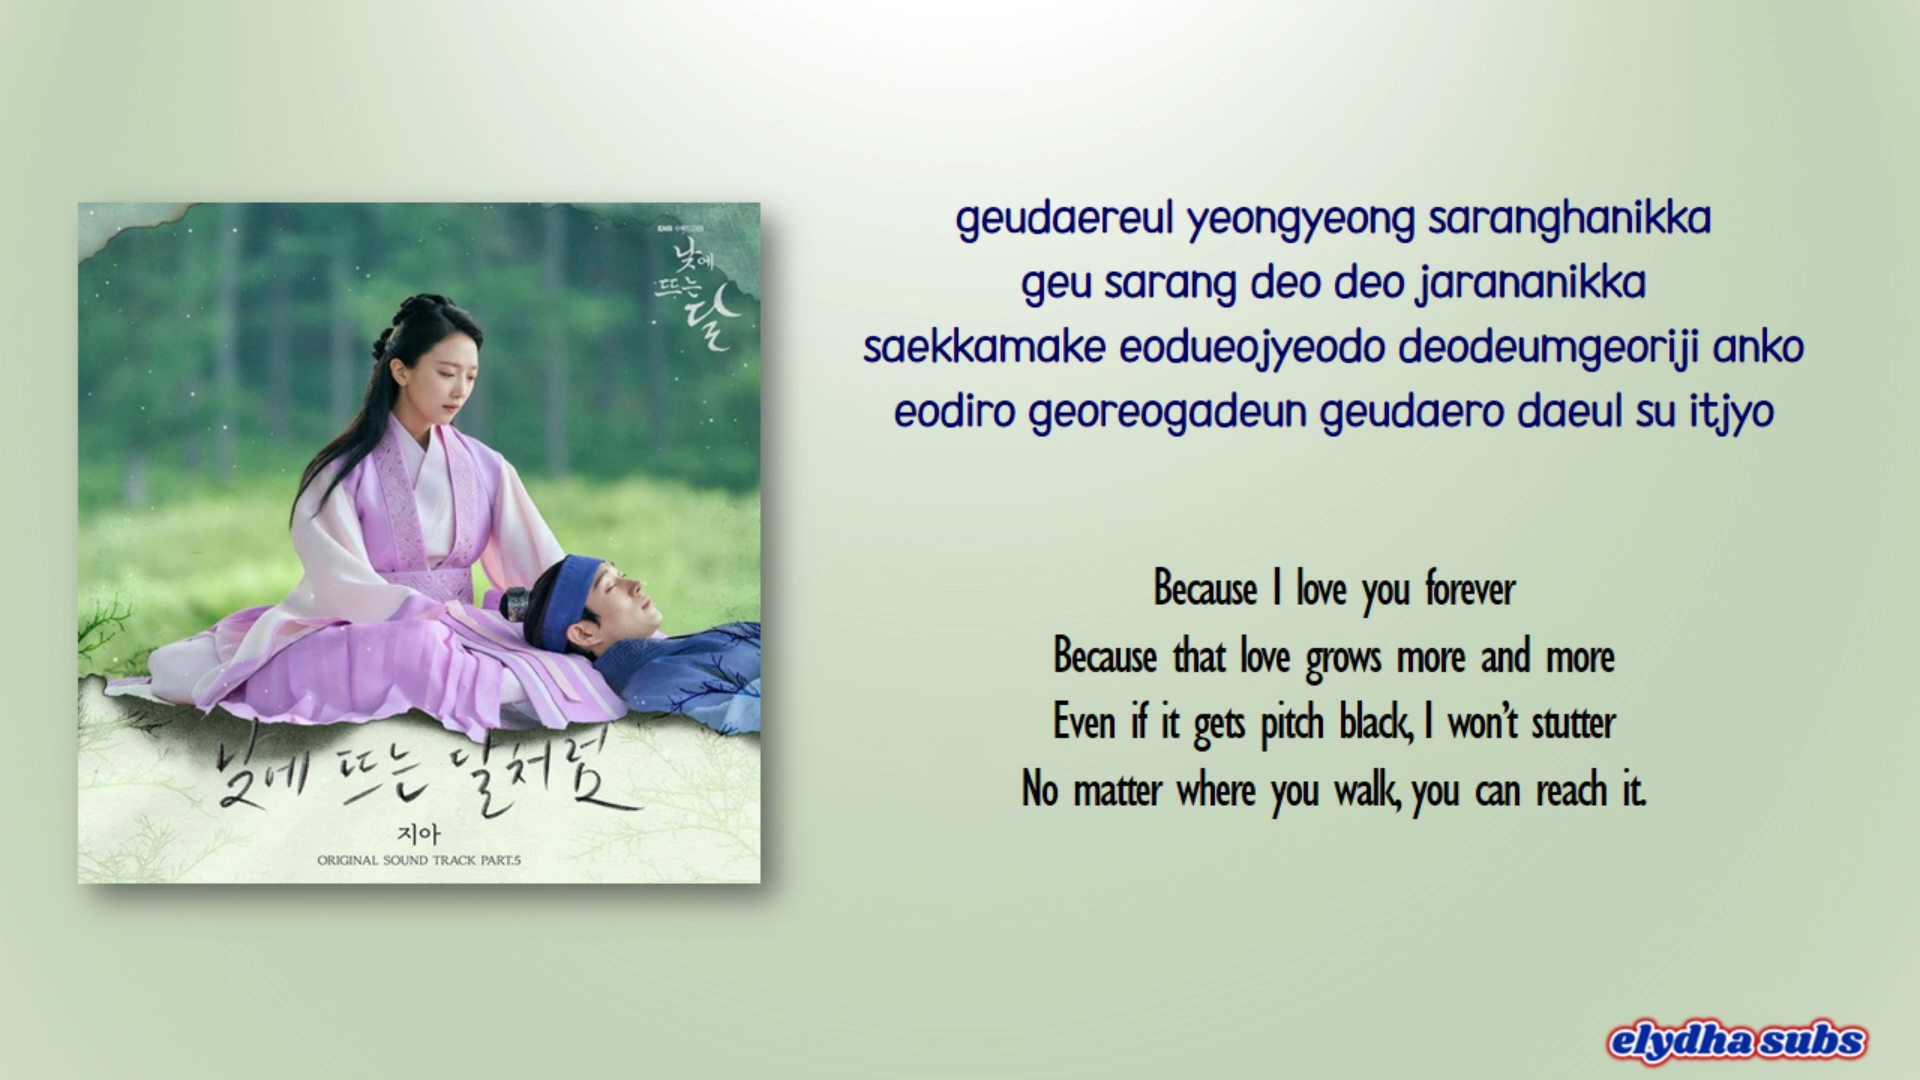 낮에
뜨는
달
낮에 뜨는 달처럼
지아
ORIGINAL SOUND TRACK PART.5
geudaereul yeongyeong saranghanikka
geu sarang deo deo jarananikka
saekkamake eodueojyeodo deodeumgeoriji anko
eodiro georeogadeun geudaero daeul su itjyo
Because I love you forever
Because that love grows more and more
Even if it gets pitch black, I won't stutter
No matter where you walk, you can reach it.
elydha subs